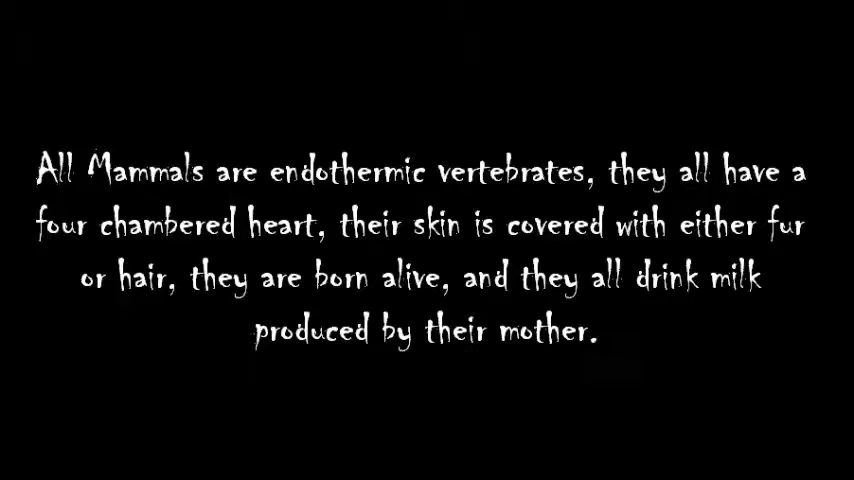 All Mammals are endothermic vertebrates, they all have a
four chambered heart, their skin is covered with either fur
or hair, they are born alive, and they all drink milk
produced by their mother.